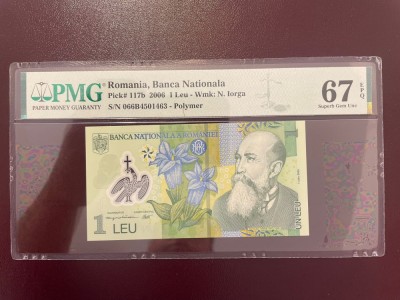 PMG
PAPER MONEY GUARANTY
Romania, Banca Nationala
Pick# 117b 2006 1 Leu - Wmk: N. Iorga
S/N 066B4501463 - Polymer
67 EPQ
Superb Gem Unc
BANCA NAȚIONALĂ A ROMÂNIEI
1
LEU
UN LEU